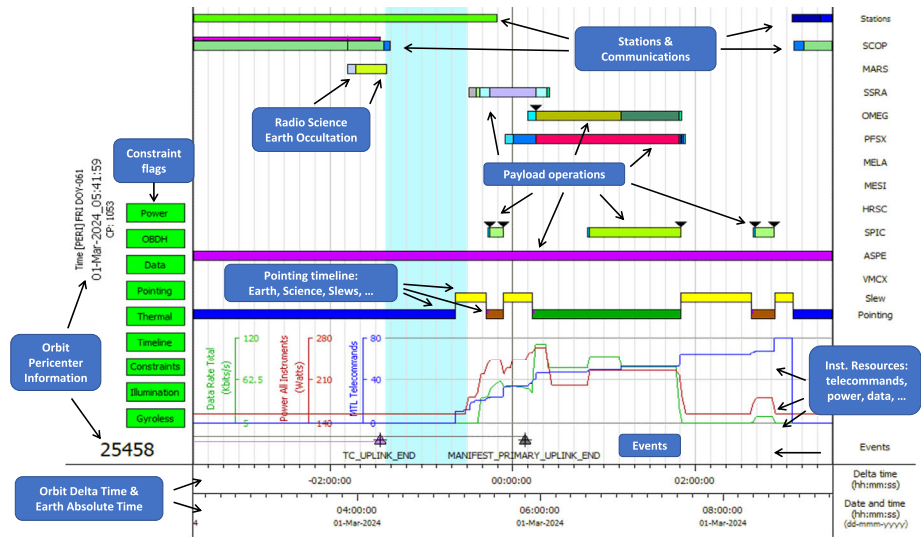 Stations
SCOP
MARS
SSRA
OMEG
PFSX
MELA
MESI
HRSC
SPIC
ASPE
VMCX
Slew
Pointing
Stations &
Communications
Radio Science
Earth Occultation
Constraint
flags
Payload operations
Pointing timeline:
Earth, Science, Slews, ...
Time [PERI]FRI DOY-061
01-Mar-2024_05:41:59
CP: 1053
Power
OBDH
Data
Pointing
Thermal
Timeline
Constraints
Illumination
Gyroless
Orbit
Pericenter
Information
25458
Data Rate Total
(Kbits/s)
120
62.5
5
Power All Instruments
(Watts)
280
210
140
MTL Telecommands
80
40
0
Inst. Resources:
telecommands,
power, data, ...
TC_UPLINK_END
MANIFEST_PRIMARY_UPLINK_END
Events
Events
Orbit Delta Time &
Earth Absolute Time
-02:00:00
00:00:00
02:00:00
Delta time
(hh:mm:ss)
4
04:00:00
01-Mar-2024
06:00:00
01-Mar-2024
08:00:00
01-Mar-2024
Date and time
(hh:mm:ss)
(dd-mmm-yyyy)